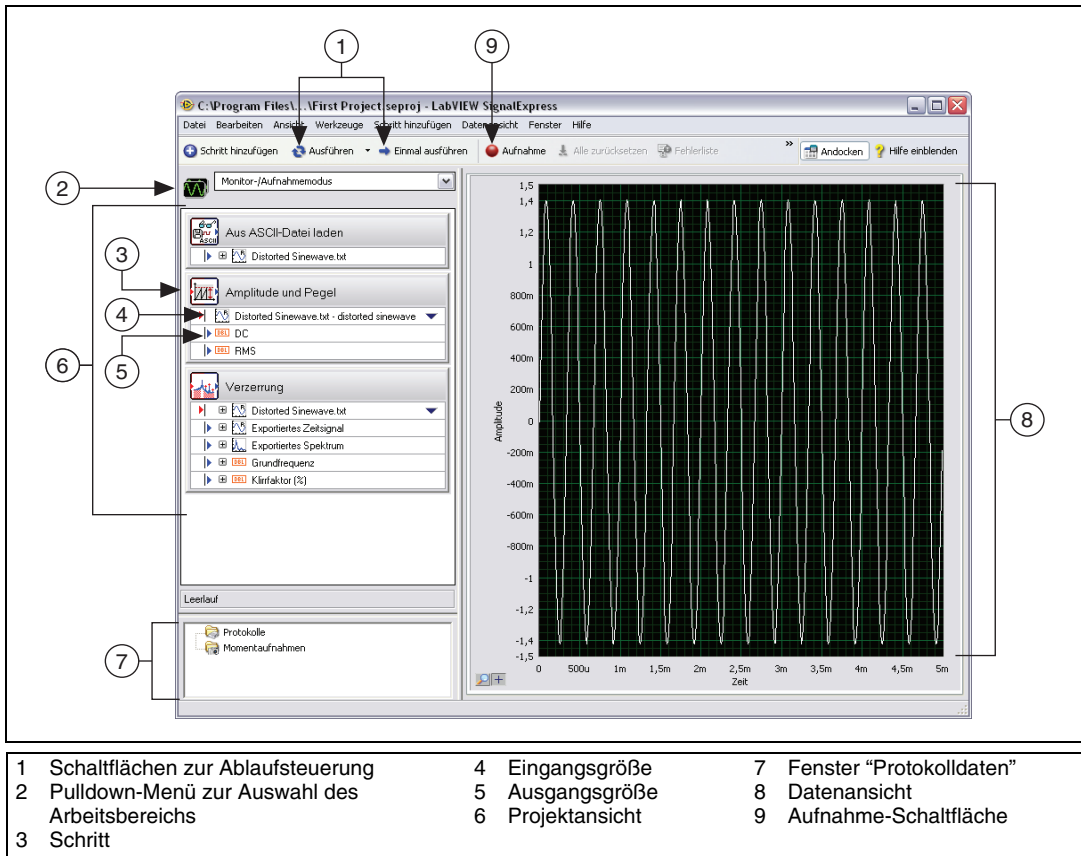 1
9
C:\Program Files\...\First Project.seproj - LabVIEW SignalExpress
Datei Bearbeiten Ansicht Werkzeuge Schritt hinzufügen Datenansicht Fenster Hilfe
Schritt hinzufügen Ausführen Einmal ausführen Aufnahme Alle zurücksetzen Fehlerliste » Andocken Hilfe einblenden
2
Monitor-/Aufnahmemodus
ASCII
Aus ASCII-Datei laden
Distorted Sinewave.txt
3
Amplitude und Pegel
4
Distorted Sinewave.txt - distorted sinewave
5
DBL DC
DBL RMS
6
Verzerrung
Distorted Sinewave.txt
Exportiertes Zeitsignal
Exportiertes Spektrum
DBL Grundfrequenz
DBL Klirrfaktor (%)
Leerlauf
7
Protokolle
Momentaufnahmen
1,5
1,4
1,2
1
800m
600m
400m
200m
0
-200m
-400m
-600m
-800m
-1
-1,2
-1,4
-1,5
Amplitude
0 500u 1m 1,5m 2m 2,5m 3m 3,5m 4m 4,5m 5m
Zeit
8
1 Schaltflächen zur Ablaufsteuerung
2 Pulldown-Menü zur Auswahl des
Arbeitsbereichs
3 Schritt
4 Eingangsgröße
5 Ausgangsgröße
6 Projektansicht
7 Fenster “Protokolldaten”
8 Datenansicht
9 Aufnahme-Schaltfläche